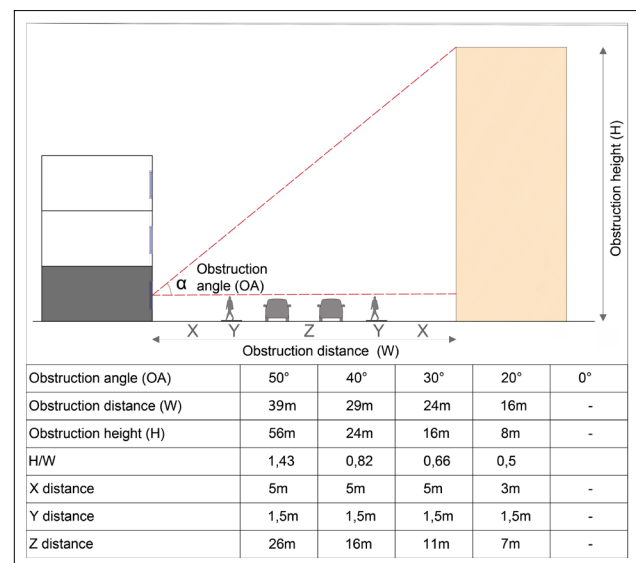 Obstruction height (H)
Obstruction
α angle (OA)
X Y Z Y X
Obstruction distance (W)
Obstruction angle (OA) 50° 40° 30° 20° 0°
Obstruction distance (W) 39m 29m 24m 16m -
Obstruction height (H) 56m 24m 16m 8m -
H/W 1,43 0,82 0,66 0,5
X distance 5m 5m 5m 3m -
Y distance 1,5m 1,5m 1,5m 1,5m -
Z distance 26m 16m 11m 7m -